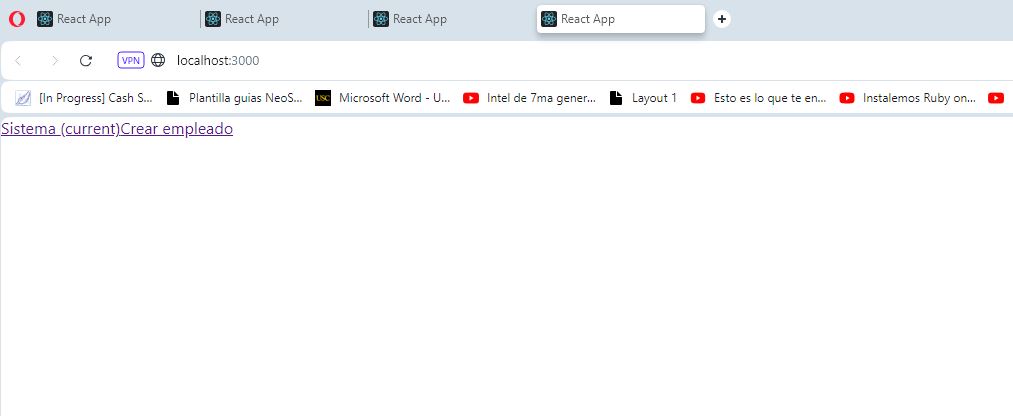 React App React App React App React App
VPN localhost:3000
[In Progress] Cash S... Plantilla guias NeoS... USC Microsoft Word - U... Intel de 7ma gener... Layout 1 Esto es lo que te en... Instalemos Ruby on...
Sistema (current)Crear empleado